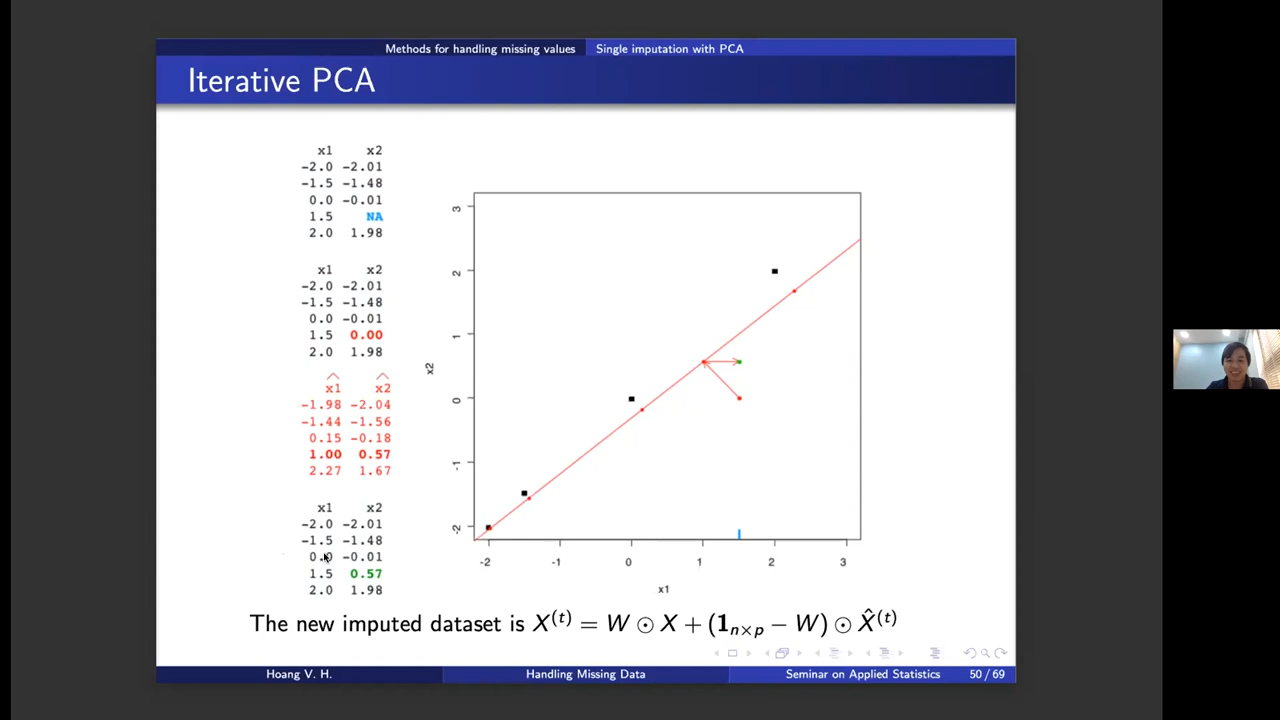 Methods for handling missing values Single imputation with PCA
Iterative PCA
x1 x2
-2.0 -2.01
-1.5 -1.48
0.0 -0.01
1.5 NA
2.0 1.98
x1 x2
-2.0 -2.01
-1.5 -1.48
0.0 -0.01
1.5 0.00
2.0 1.98
^ ^
x1 x2
-1.98 -2.04
-1.44 -1.56
0.15 -0.18
1.00 0.57
2.27 1.67
x1 x2
-2.0 -2.01
-1.5 -1.48
0.0 -0.01
1.5 0.57
2.0 1.98
3
2
1
0
-1
-2
x2
-2 -1 0 1 2 3
x1
The new imputed dataset is X^(t) = W ⊙ X + (1_{n×p} − W) ⊙ X̂^(t)
Hoang V. H. Handling Missing Data Seminar on Applied Statistics 50 / 69